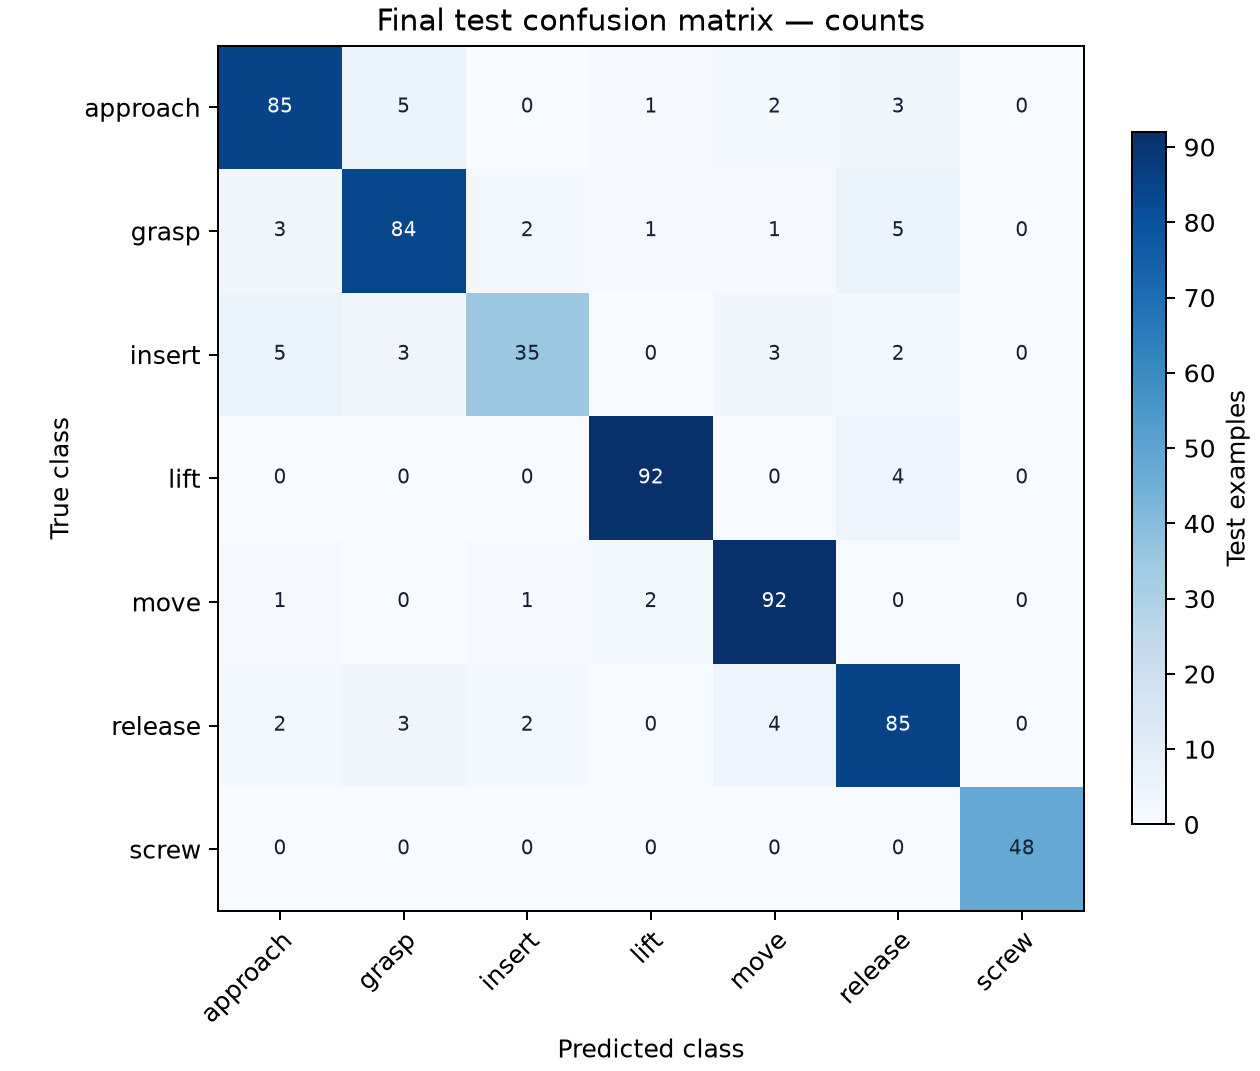 Final test confusion matrix — counts
approach 85 5 0 1 2 3 0
grasp 3 84 2 1 1 5 0
insert 5 3 35 0 3 2 0
lift 0 0 0 92 0 4 0
move 1 0 1 2 92 0 0
release 2 3 2 0 4 85 0
screw 0 0 0 0 0 0 48
approach grasp insert lift move release screw
Predicted class
True class
90
80
70
60
50
40
30
20
10
0
Test examples